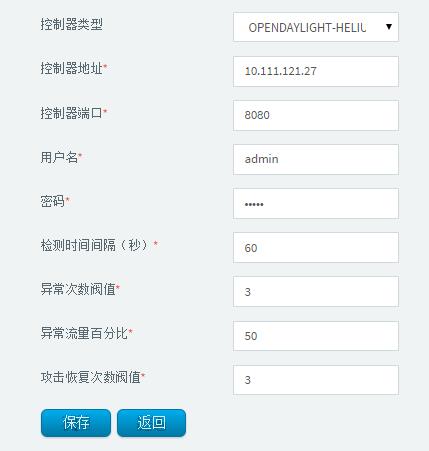 控制器类型 OPENDAYLIGHT-HELIU
控制器地址* 10.111.121.27
控制器端口* 8080
用户名* admin
密码* •••••
检测时间间隔（秒）* 60
异常次数阀值* 3
异常流量百分比* 50
攻击恢复次数阀值* 3
保存 返回